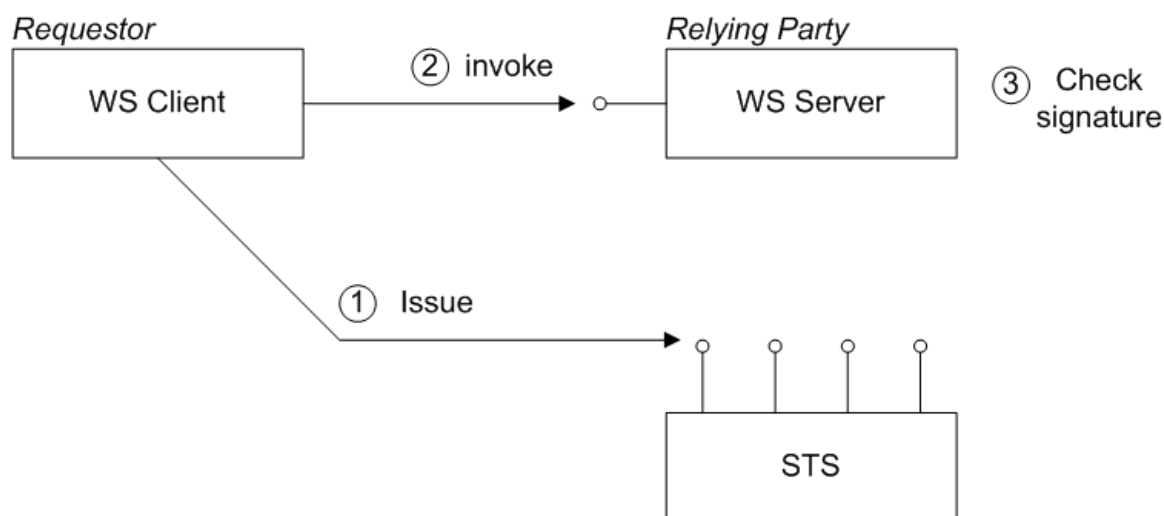 Requestor
Relying Party
WS Client
2 invoke
WS Server
3 Check
signature
1 Issue
STS